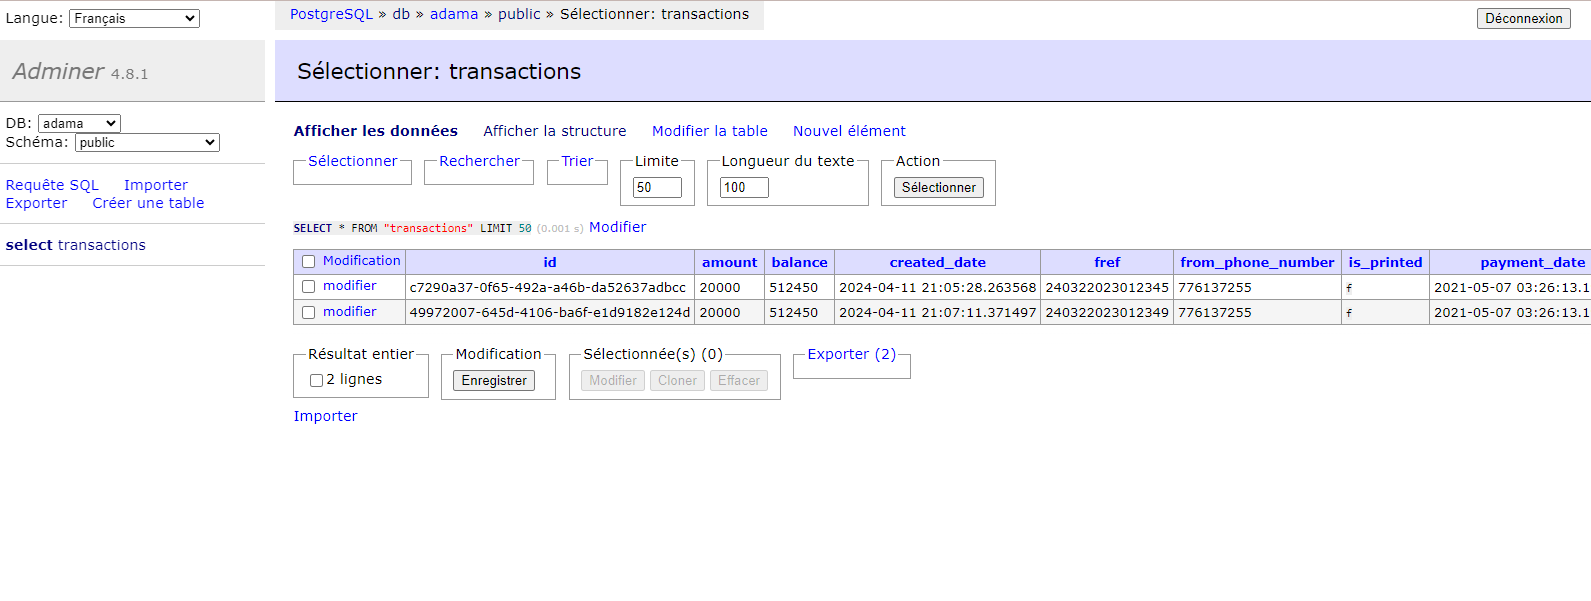 Langue: Français
PostgreSQL » db » adama » public » Sélectionner: transactions
Déconnexion
Adminer 4.8.1
Sélectionner: transactions
DB: adama
Schéma: public
Requête SQL Importer
Exporter Créer une table
select transactions
Afficher les données Afficher la structure Modifier la table Nouvel élément
Sélectionner Rechercher Trier Limite Longueur du texte Action
50 100 Sélectionner
SELECT * FROM "transactions" LIMIT 50 (0.001 s) Modifier
Modification id amount balance created_date fref from_phone_number is_printed payment_date
modifier c7290a37-0f65-492a-a46b-da52637adbcc 20000 512450 2024-04-11 21:05:28.263568 240322023012345 776137255 f 2021-05-07 03:26:13.1
modifier 49972007-645d-4106-ba6f-e1d9182e124d 20000 512450 2024-04-11 21:07:11.371497 240322023012349 776137255 f 2021-05-07 03:26:13.1
Résultat entier Modification Sélectionnée(s) (0) Exporter (2)
2 lignes Enregistrer Modifier Cloner Effacer
Importer